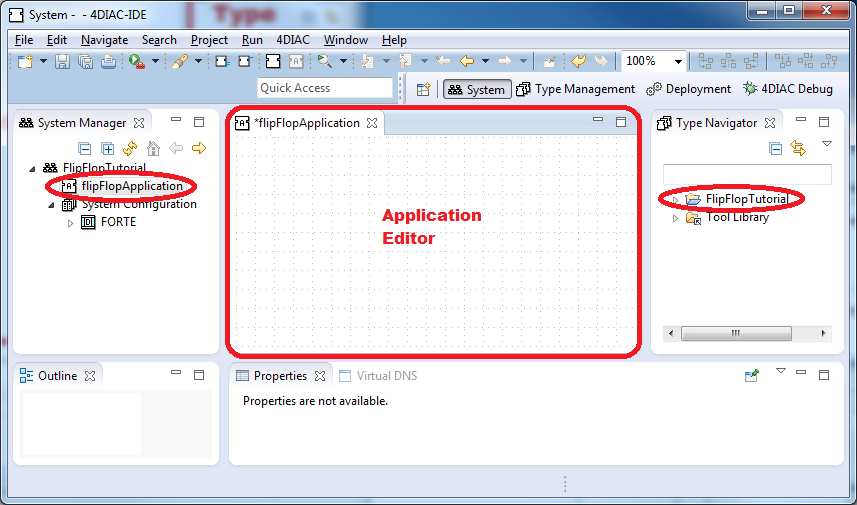 Type
System - - 4DIAC-IDE
File Edit Navigate Search Project Run 4DIAC Window Help
100%
Quick Access
System Type Management Deployment 4DIAC Debug
System Manager
FlipFlopTutorial
flipFlopApplication
System Configuration
FORTE
*flipFlopApplication
Application
Editor
Type Navigator
FlipFlopTutorial
Tool Library
Outline
Properties Virtual DNS
Properties are not available.